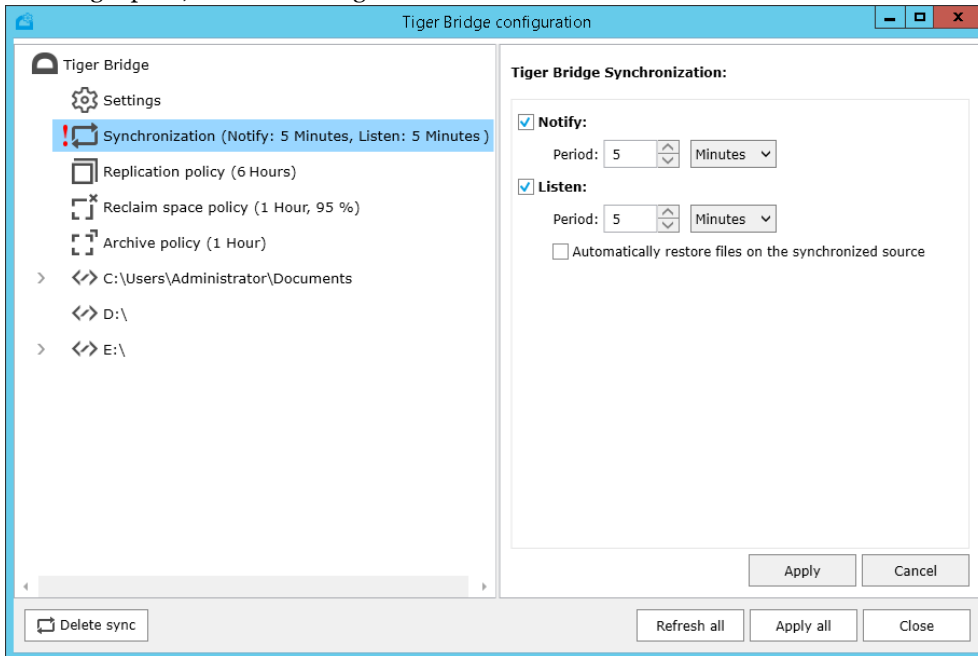 Tiger Bridge configuration
Tiger Bridge
Settings
Synchronization (Notify: 5 Minutes, Listen: 5 Minutes )
Replication policy (6 Hours)
Reclaim space policy (1 Hour, 95 %)
Archive policy (1 Hour)
C:\Users\Administrator\Documents
D:\
E:\
Tiger Bridge Synchronization:
Notify:
Period: 5 Minutes
Listen:
Period: 5 Minutes
Automatically restore files on the synchronized source
Apply Cancel
Delete sync Refresh all Apply all Close